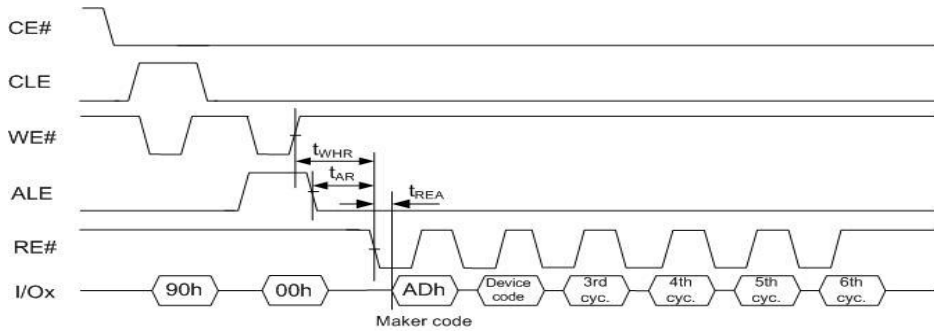 CE#
CLE
WE#
tWHR
ALE
tAR
tREA
RE#
I/Ox
90h
00h
ADh
Device code
3rd cyc.
4th cyc.
5th cyc.
6th cyc.
Maker code